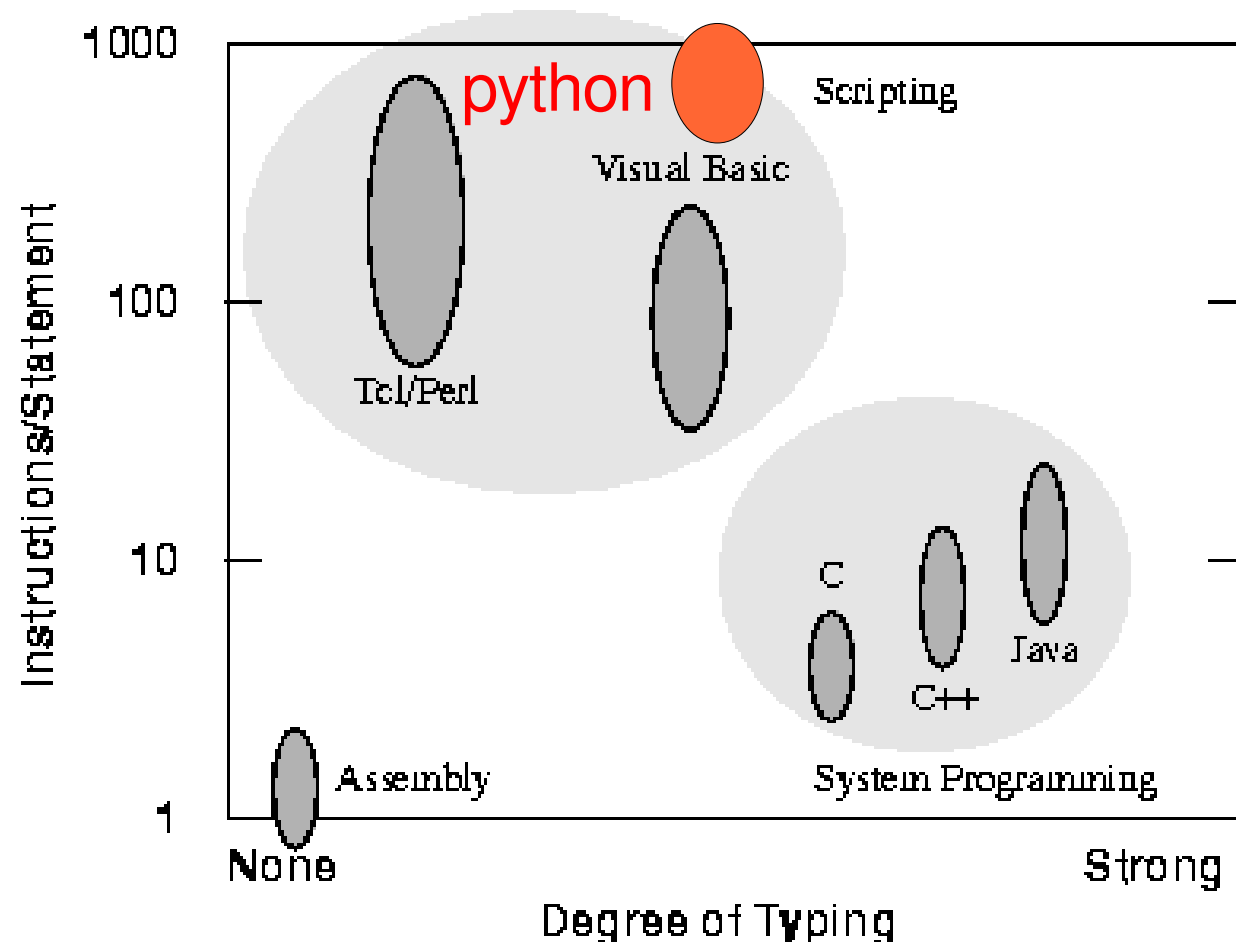 1000
python
Scripting
Visual Basic
Instructions/Statement
100
Tcl/Perl
10
C
Java
C++
Assembly
System Programming
1
None
Strong
Degree of Typing